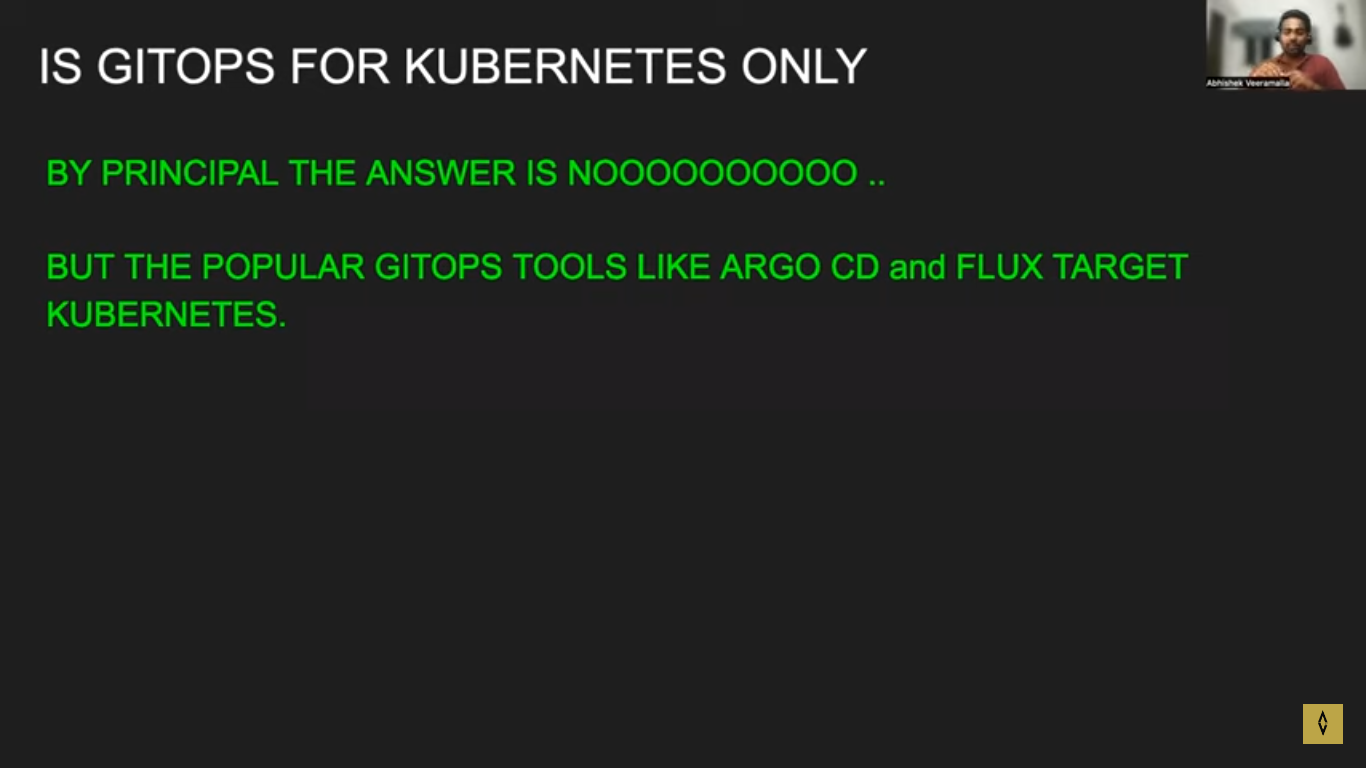 IS GITOPS FOR KUBERNETES ONLY
Abhishek Veeramalla
BY PRINCIPAL THE ANSWER IS NOOOOOOOOOO ..
BUT THE POPULAR GITOPS TOOLS LIKE ARGO CD and FLUX TARGET
KUBERNETES.